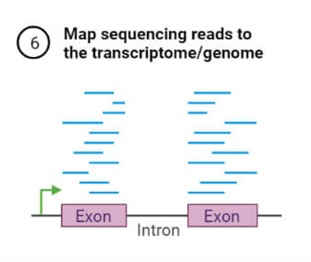 6
Map sequencing reads to
the transcriptome/genome
Exon
Exon
Intron